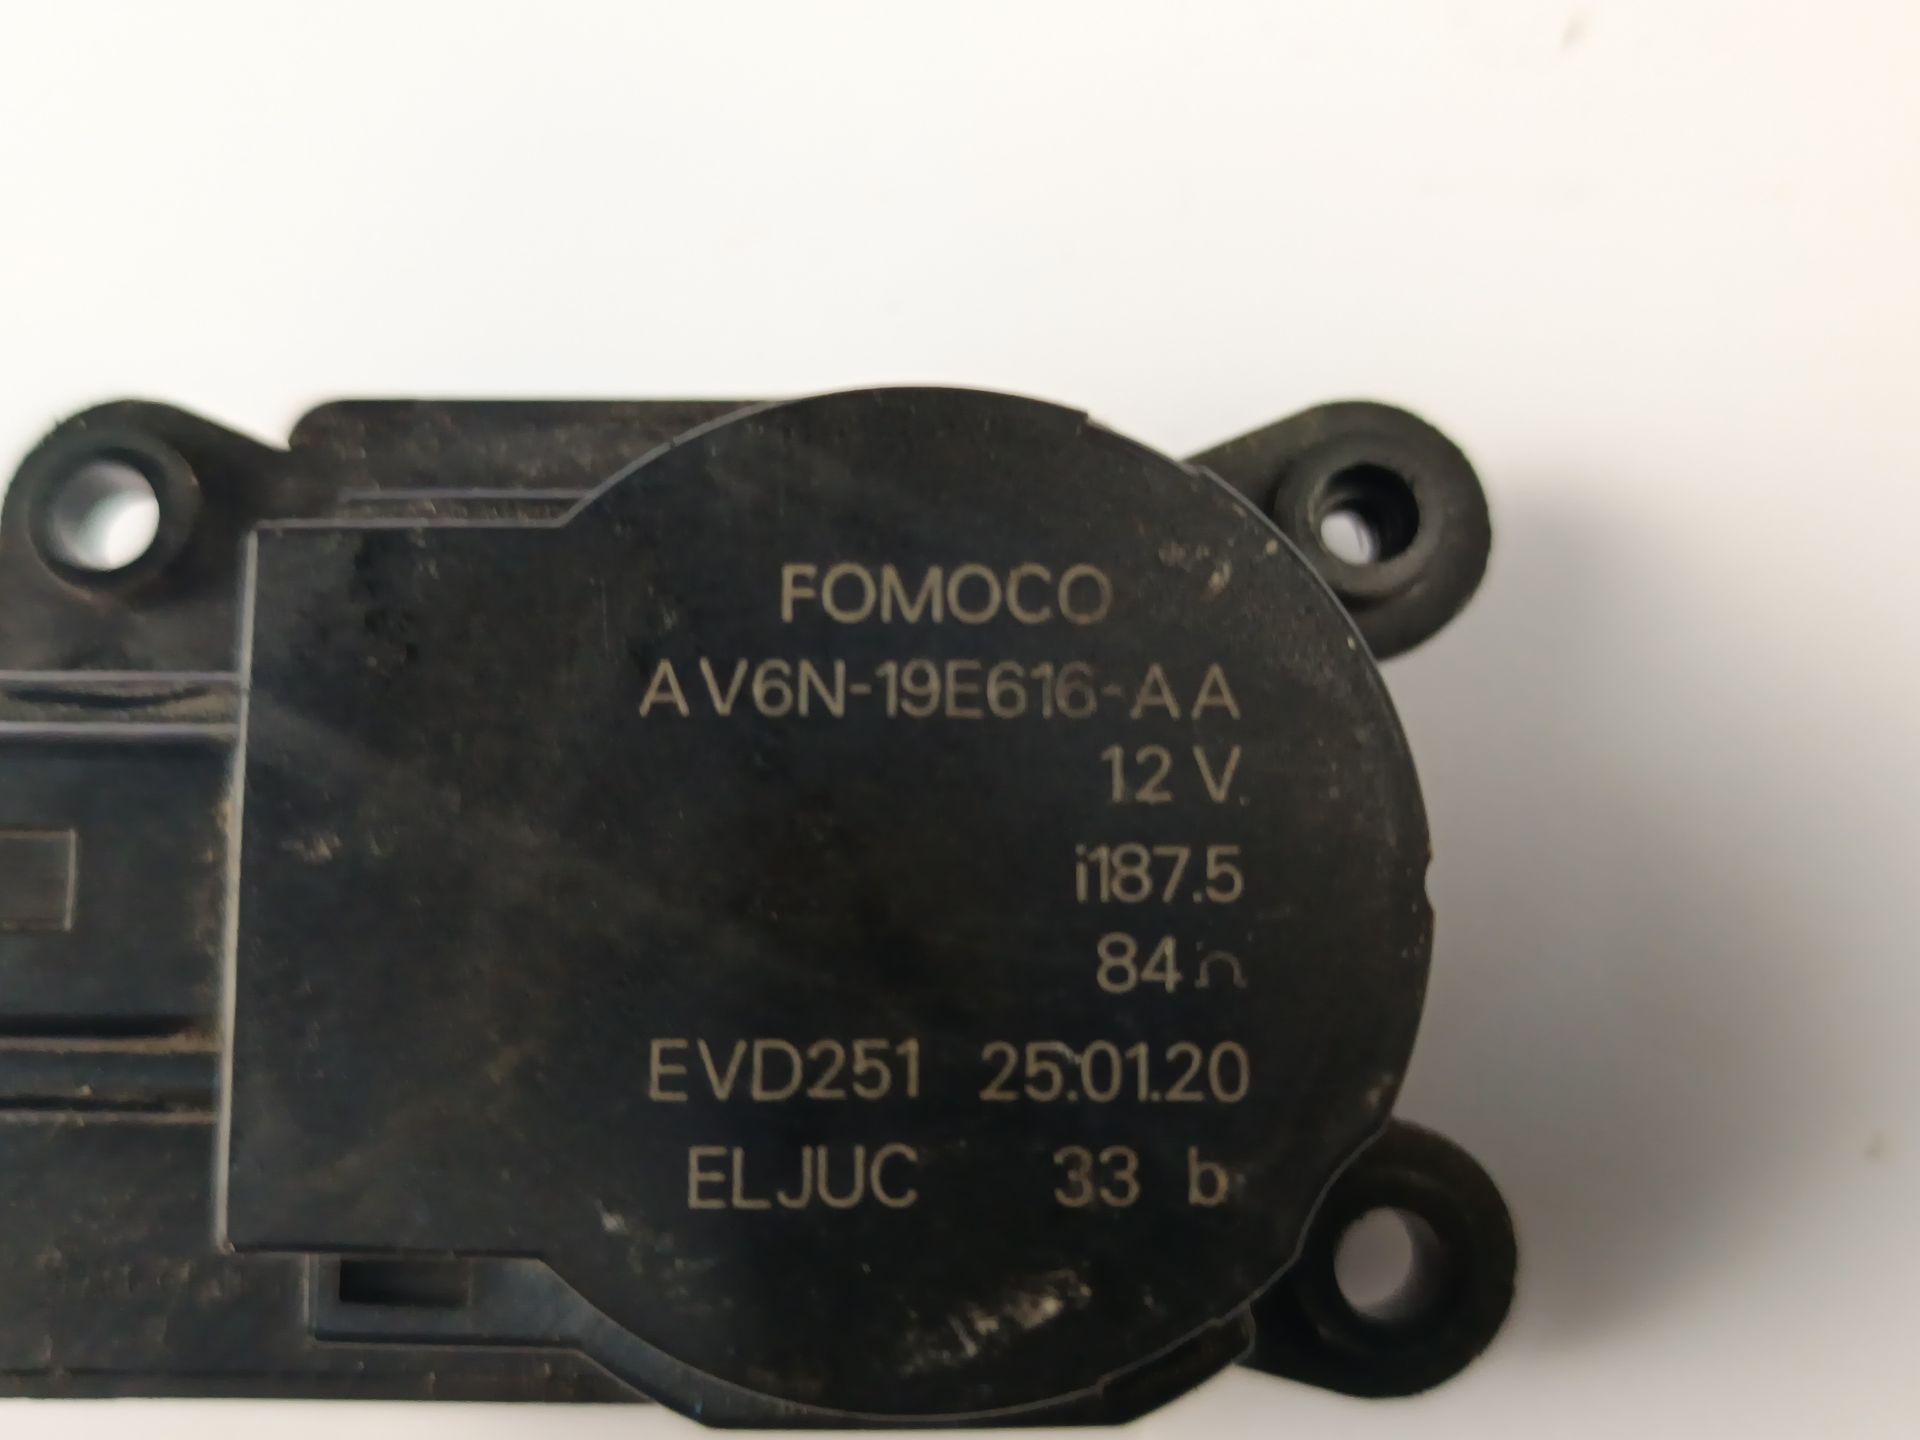 FOMOCO
AV6N-19E616-AA
12 V
i187.5
84
EVD251 25.01.20
ELJUC 33 b